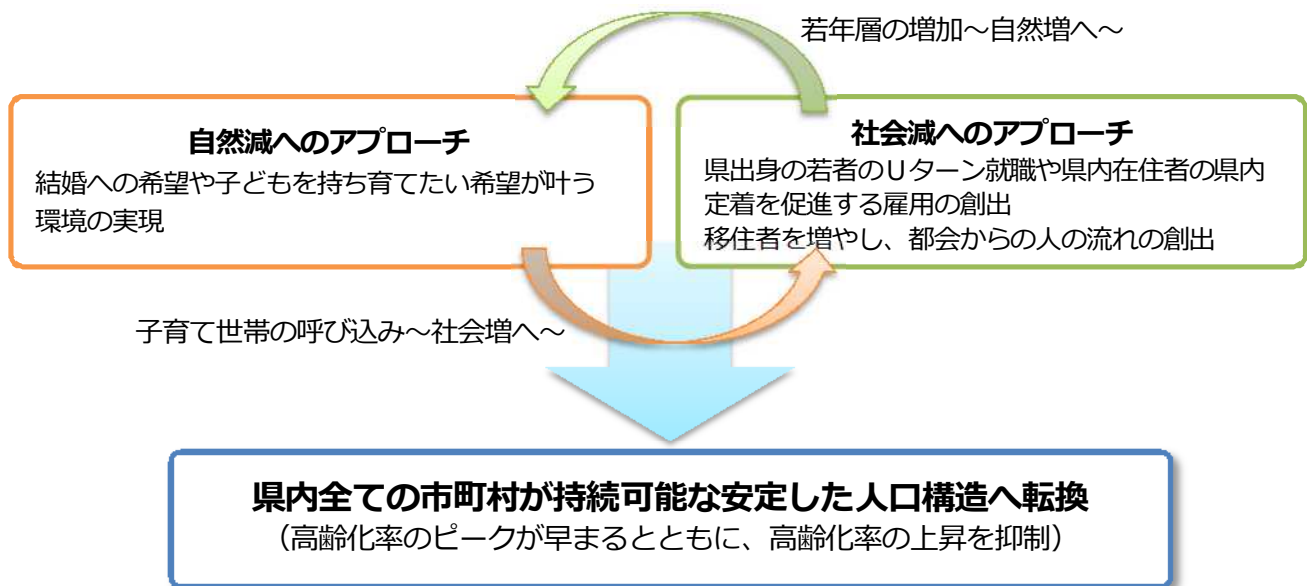 若年層の増加～自然増へ～
自然減へのアプローチ
結婚への希望や子どもを持ち育てたい希望が叶う
環境の実現
社会減へのアプローチ
県出身の若者のＵターン就職や県内在住者の県内
定着を促進する雇用の創出
移住者を増やし、都会からの人の流れの創出
子育て世帯の呼び込み～社会増へ～
県内全ての市町村が持続可能な安定した人口構造へ転換
（高齢化率のピークが早まるとともに、高齢化率の上昇を抑制）